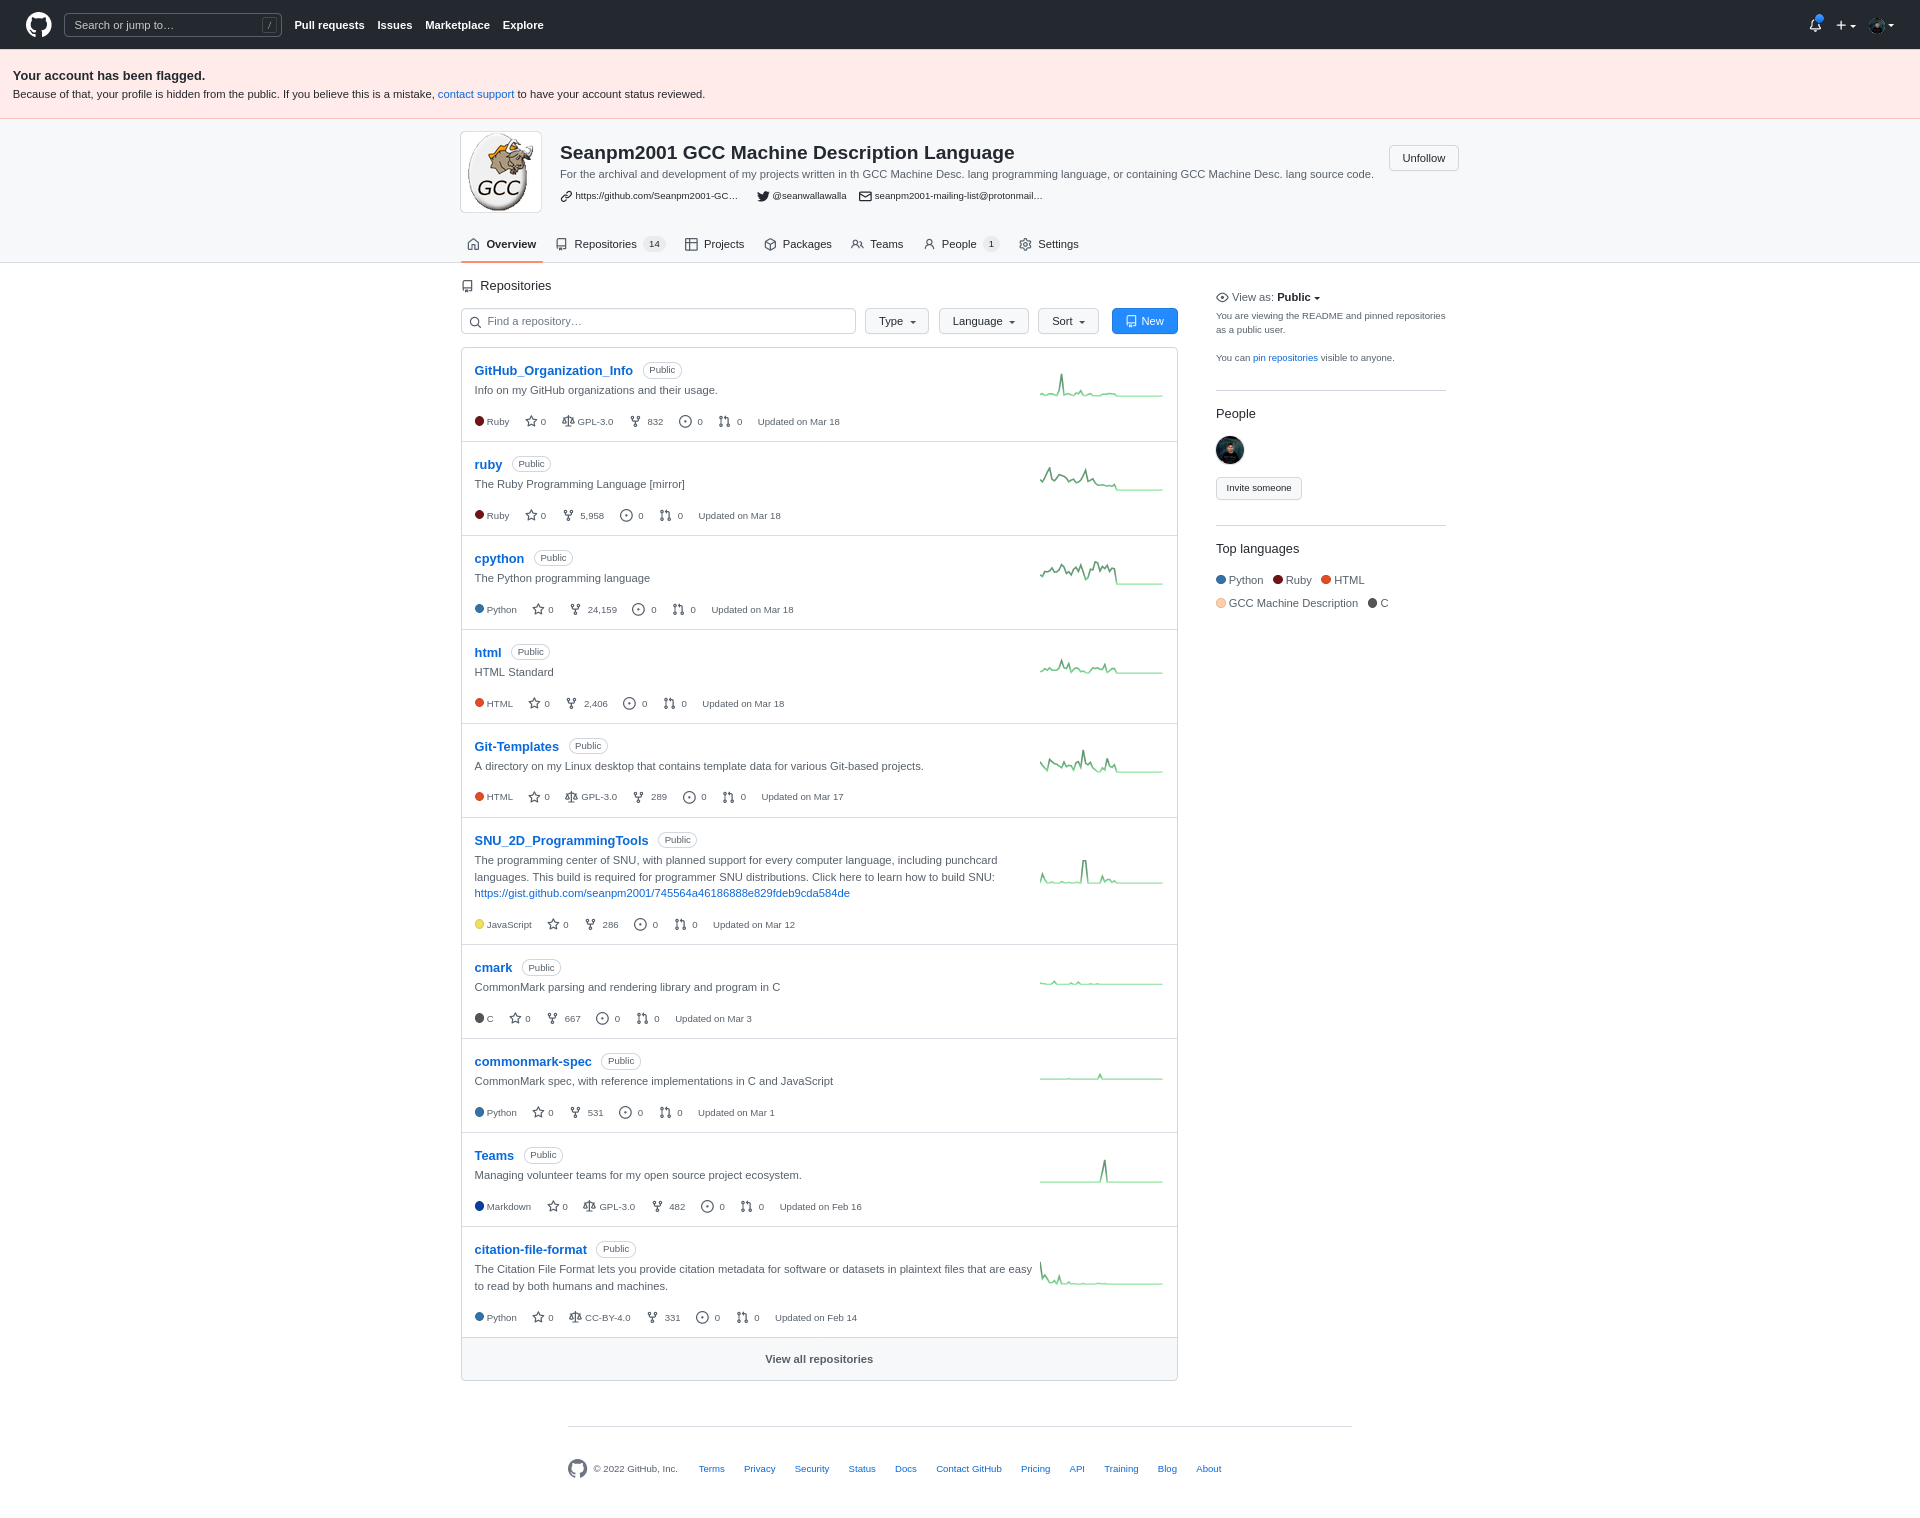 Search or jump to…
/
Pull requests Issues Marketplace Explore
Your account has been flagged.
Because of that, your profile is hidden from the public. If you believe this is a mistake, contact support to have your account status reviewed.
GCC
Seanpm2001 GCC Machine Description Language
For the archival and development of my projects written in th GCC Machine Desc. lang programming language, or containing GCC Machine Desc. lang source code.
https://github.com/Seanpm2001-GC… @seanwallawalla seanpm2001-mailing-list@protonmail…
Unfollow
Overview Repositories 14 Projects Packages Teams People 1 Settings
Repositories
Find a repository… Type Language Sort New
GitHub_Organization_Info Public
Info on my GitHub organizations and their usage.
Ruby 0 GPL-3.0 832 0 0 Updated on Mar 18
ruby Public
The Ruby Programming Language [mirror]
Ruby 0 5,958 0 0 Updated on Mar 18
cpython Public
The Python programming language
Python 0 24,159 0 0 Updated on Mar 18
html Public
HTML Standard
HTML 0 2,406 0 0 Updated on Mar 18
Git-Templates Public
A directory on my Linux desktop that contains template data for various Git-based projects.
HTML 0 GPL-3.0 289 0 0 Updated on Mar 17
SNU_2D_ProgrammingTools Public
The programming center of SNU, with planned support for every computer language, including punchcard
languages. This build is required for programmer SNU distributions. Click here to learn how to build SNU:
https://gist.github.com/seanpm2001/745564a46186888e829fdeb9cda584de
JavaScript 0 286 0 0 Updated on Mar 12
cmark Public
CommonMark parsing and rendering library and program in C
C 0 667 0 0 Updated on Mar 3
commonmark-spec Public
CommonMark spec, with reference implementations in C and JavaScript
Python 0 531 0 0 Updated on Mar 1
Teams Public
Managing volunteer teams for my open source project ecosystem.
Markdown 0 GPL-3.0 482 0 0 Updated on Feb 16
citation-file-format Public
The Citation File Format lets you provide citation metadata for software or datasets in plaintext files that are easy
to read by both humans and machines.
Python 0 CC-BY-4.0 331 0 0 Updated on Feb 14
View all repositories
View as: Public
You are viewing the README and pinned repositories
as a public user.
You can pin repositories visible to anyone.
People
Invite someone
Top languages
Python Ruby HTML
GCC Machine Description C
© 2022 GitHub, Inc. Terms Privacy Security Status Docs Contact GitHub Pricing API Training Blog About